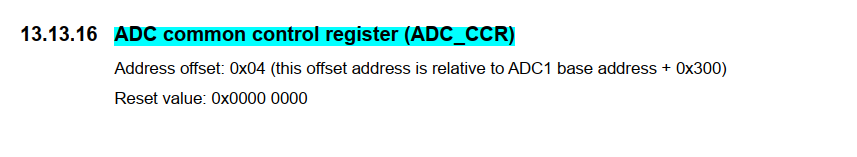 13.13.16 ADC common control register (ADC_CCR)
Address offset: 0x04 (this offset address is relative to ADC1 base address + 0x300)
Reset value: 0x0000 0000